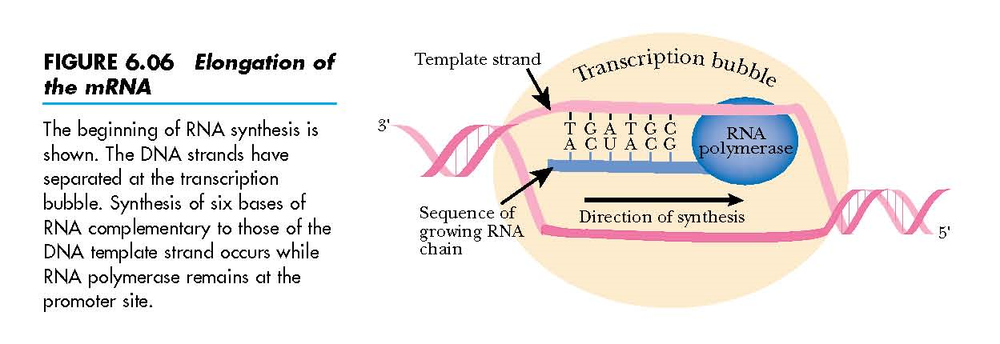 FIGURE 6.06 Elongation of
the mRNA
The beginning of RNA synthesis is
shown. The DNA strands have
separated at the transcription
bubble. Synthesis of six bases of
RNA complementary to those of the
DNA template strand occurs while
RNA polymerase remains at the
promoter site.
Template strand
Transcription bubble
3'
T G A T G C
A C U A C G
RNA
polymerase
Sequence of
growing RNA
chain
Direction of synthesis
5'